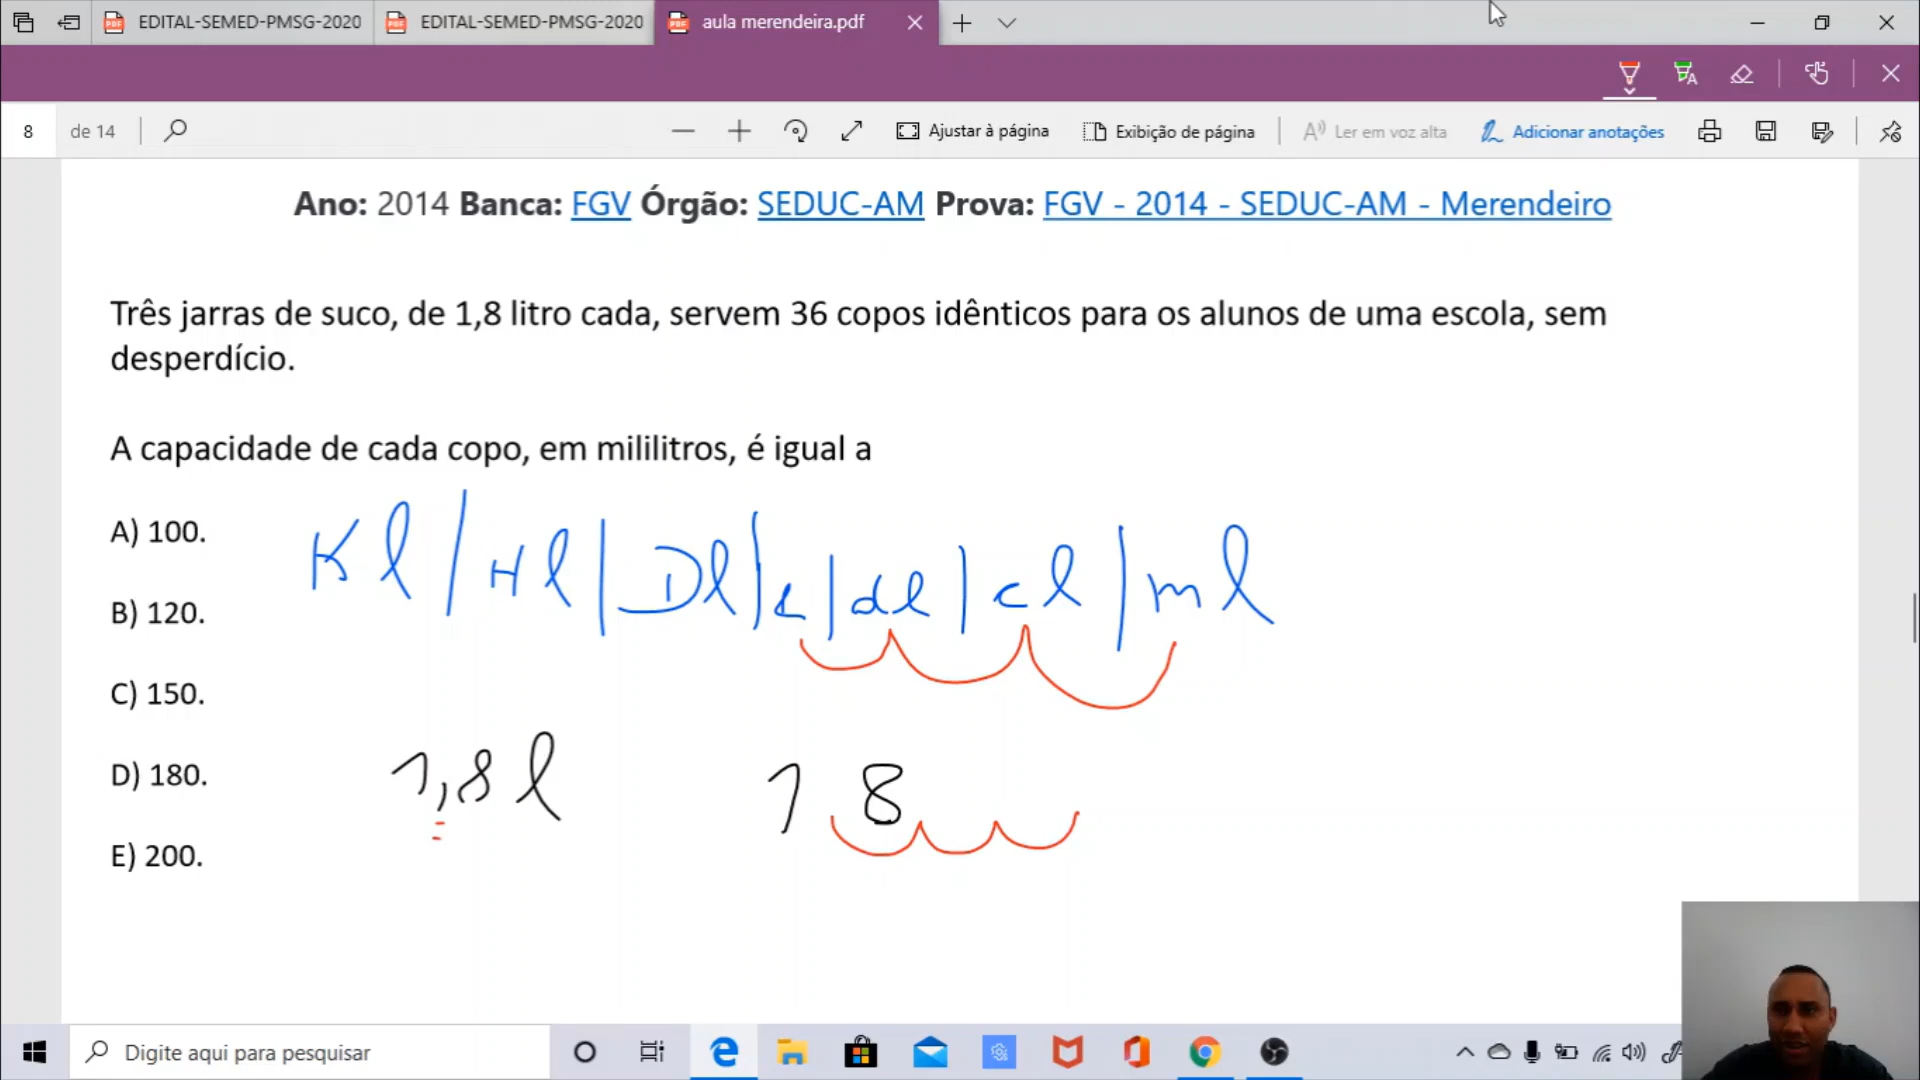 EDITAL-SEMED-PMSG-2020
EDITAL-SEMED-PMSG-2020
aula merendeira.pdf
8 de 14
Ajustar à página
Exibição de página
Ler em voz alta
Adicionar anotações
Ano: 2014 Banca: FGV Órgão: SEDUC-AM Prova: FGV - 2014 - SEDUC-AM - Merendeiro
Três jarras de suco, de 1,8 litro cada, servem 36 copos idênticos para os alunos de uma escola, sem
desperdício.
A capacidade de cada copo, em mililitros, é igual a
A) 100.
Kl / Hl | Dl | L | dl | cl | ml
B) 120.
C) 150.
D) 180.
1,8 l
1 8
E) 200.
Digite aqui para pesquisar